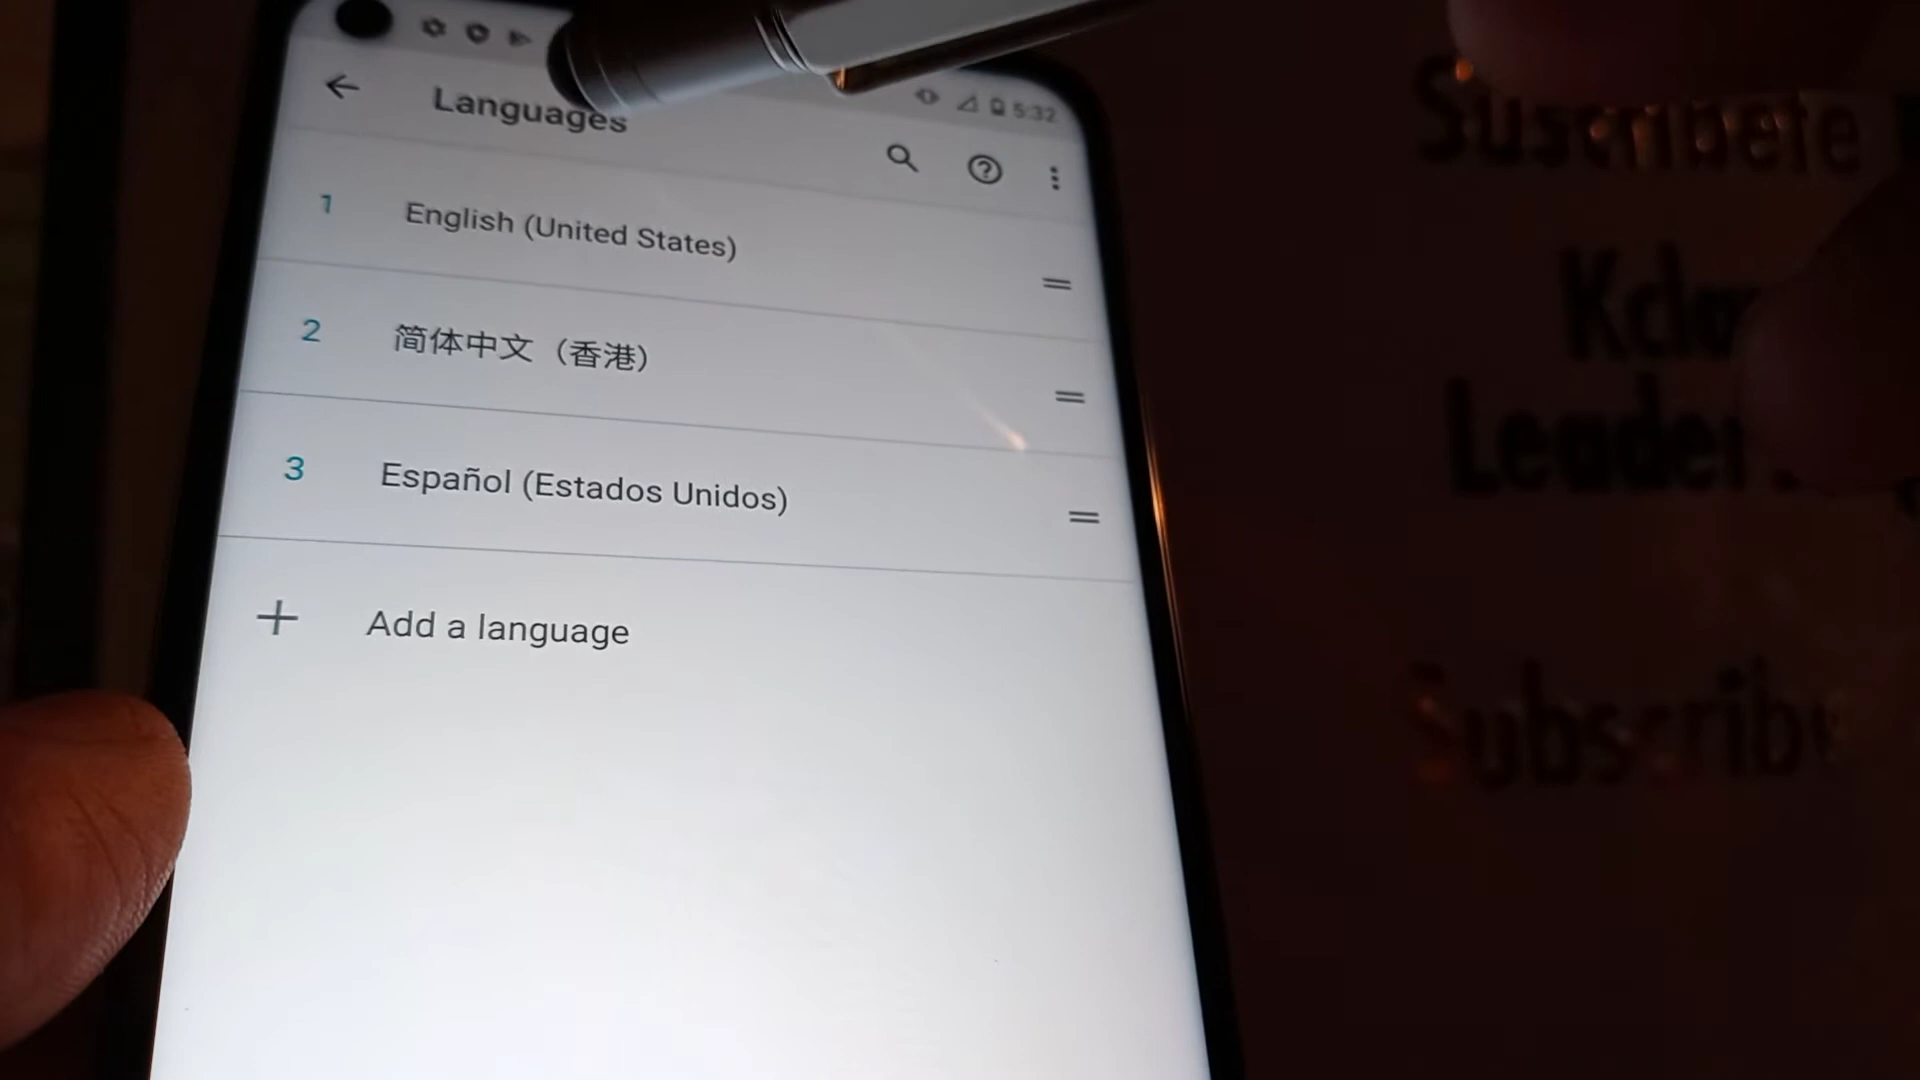 5:32
Languages
1 English (United States)
2 简体中文（香港）
3 Español (Estados Unidos)
+ Add a language
Suscribete
Subscribe